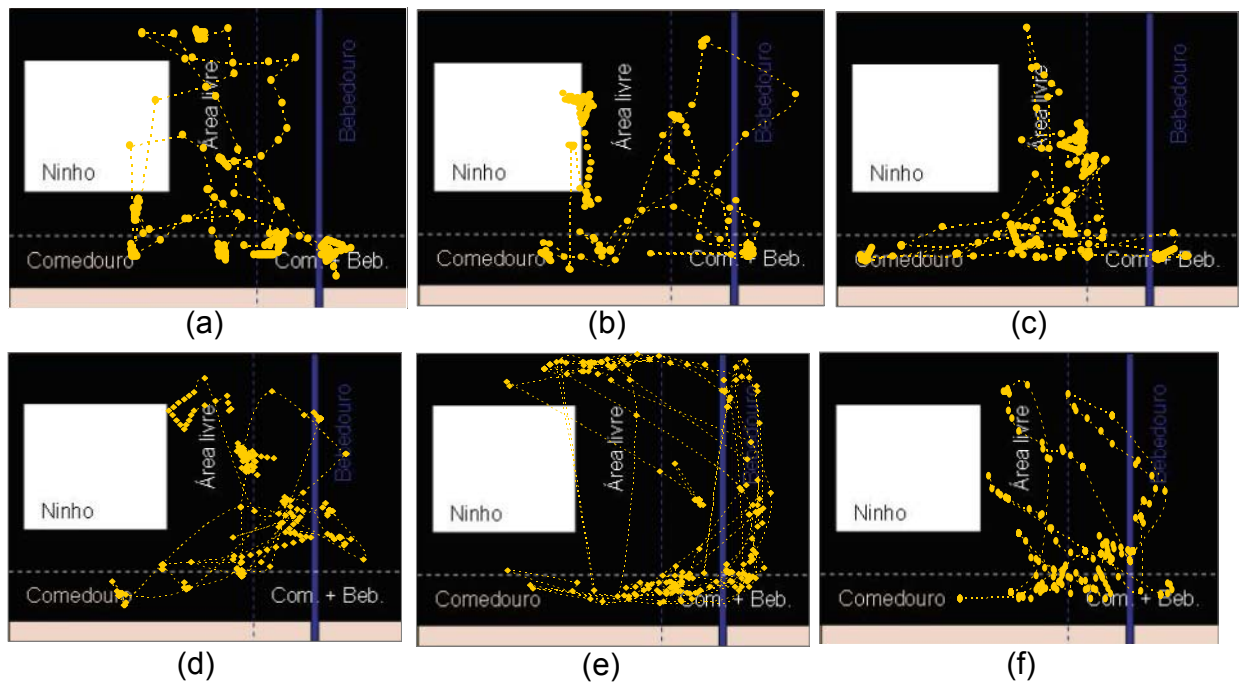 Ninho
Área livre
Bebedouro
Comedouro
Com. + Beb.
(a)
Ninho
Área livre
Bebedouro
Comedouro
Com. + Beb.
(b)
Ninho
Área livre
Bebedouro
Comedouro
Com. + Beb.
(c)
Ninho
Área livre
Bebedouro
Comedouro
Com. + Beb.
(d)
Ninho
Área livre
Bebedouro
Comedouro
Com. + Beb.
(e)
Ninho
Área livre
Bebedouro
Comedouro
Com. + Beb.
(f)